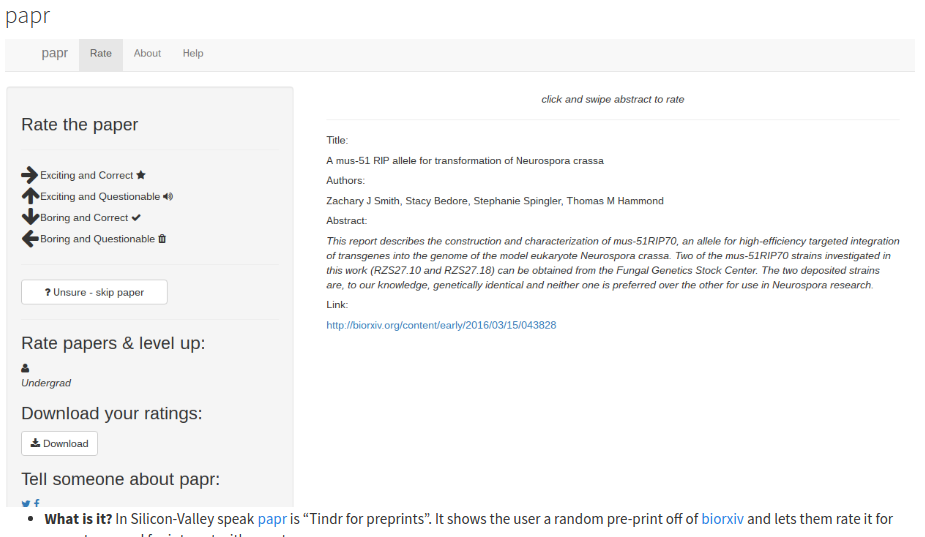 papr
papr Rate About Help
Rate the paper
Exciting and Correct
Exciting and Questionable
Boring and Correct
Boring and Questionable
? Unsure - skip paper
Rate papers & level up:
Undergrad
Download your ratings:
Download
Tell someone about papr:
click and swipe abstract to rate
Title:
A mus-51 RIP allele for transformation of Neurospora crassa
Authors:
Zachary J Smith, Stacy Bedore, Stephanie Spingler, Thomas M Hammond
Abstract:
This report describes the construction and characterization of mus-51RIP70, an allele for high-efficiency targeted integration
of transgenes into the genome of the model eukaryote Neurospora crassa. Two of the mus-51RIP70 strains investigated in
this work (RZS27.10 and RZS27.18) can be obtained from the Fungal Genetics Stock Center. The two deposited strains
are, to our knowledge, genetically identical and neither one is preferred over the other for use in Neurospora research.
Link:
http://biorxiv.org/content/early/2016/03/15/043828
What is it? In Silicon-Valley speak papr is “Tindr for preprints”. It shows the user a random pre-print off of biorxiv and lets them rate it for